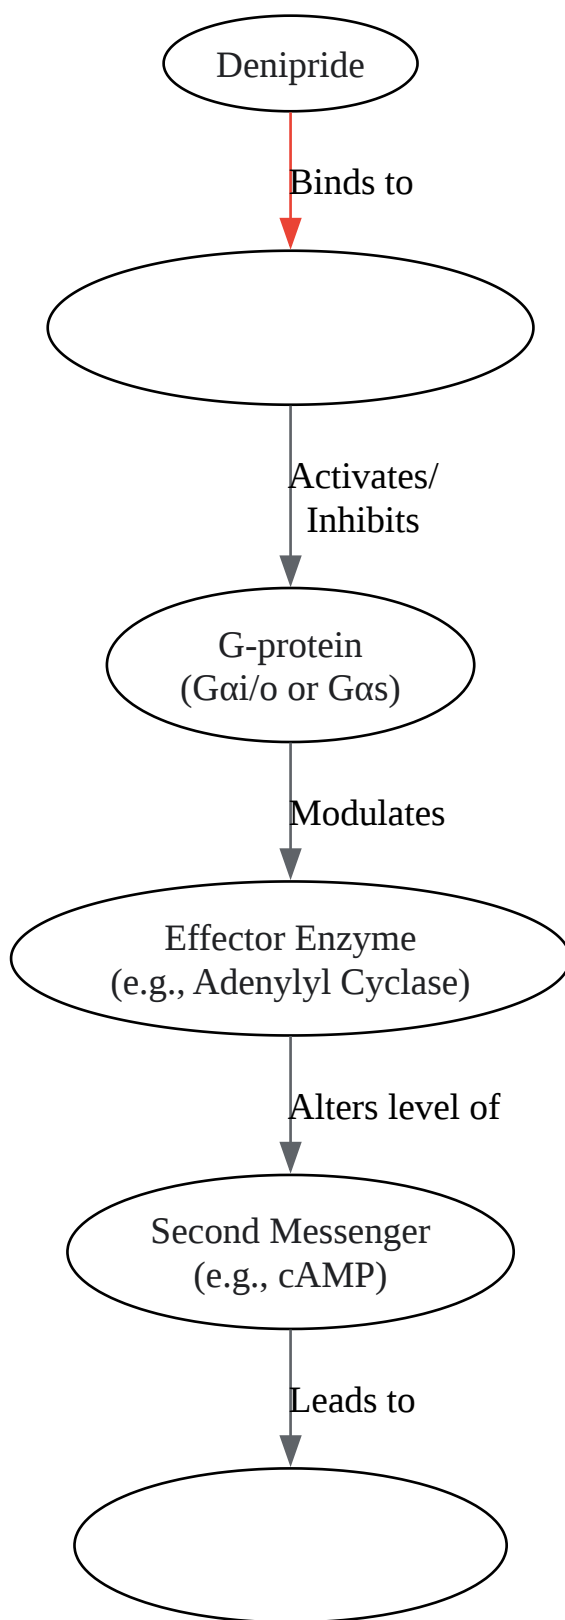 Denipride
Binds to
Activates/
Inhibits
G-protein
(Gαi/o or Gαs)
Modulates
Effector Enzyme
(e.g., Adenylyl Cyclase)
Alters level of
Second Messenger
(e.g., cAMP)
Leads to